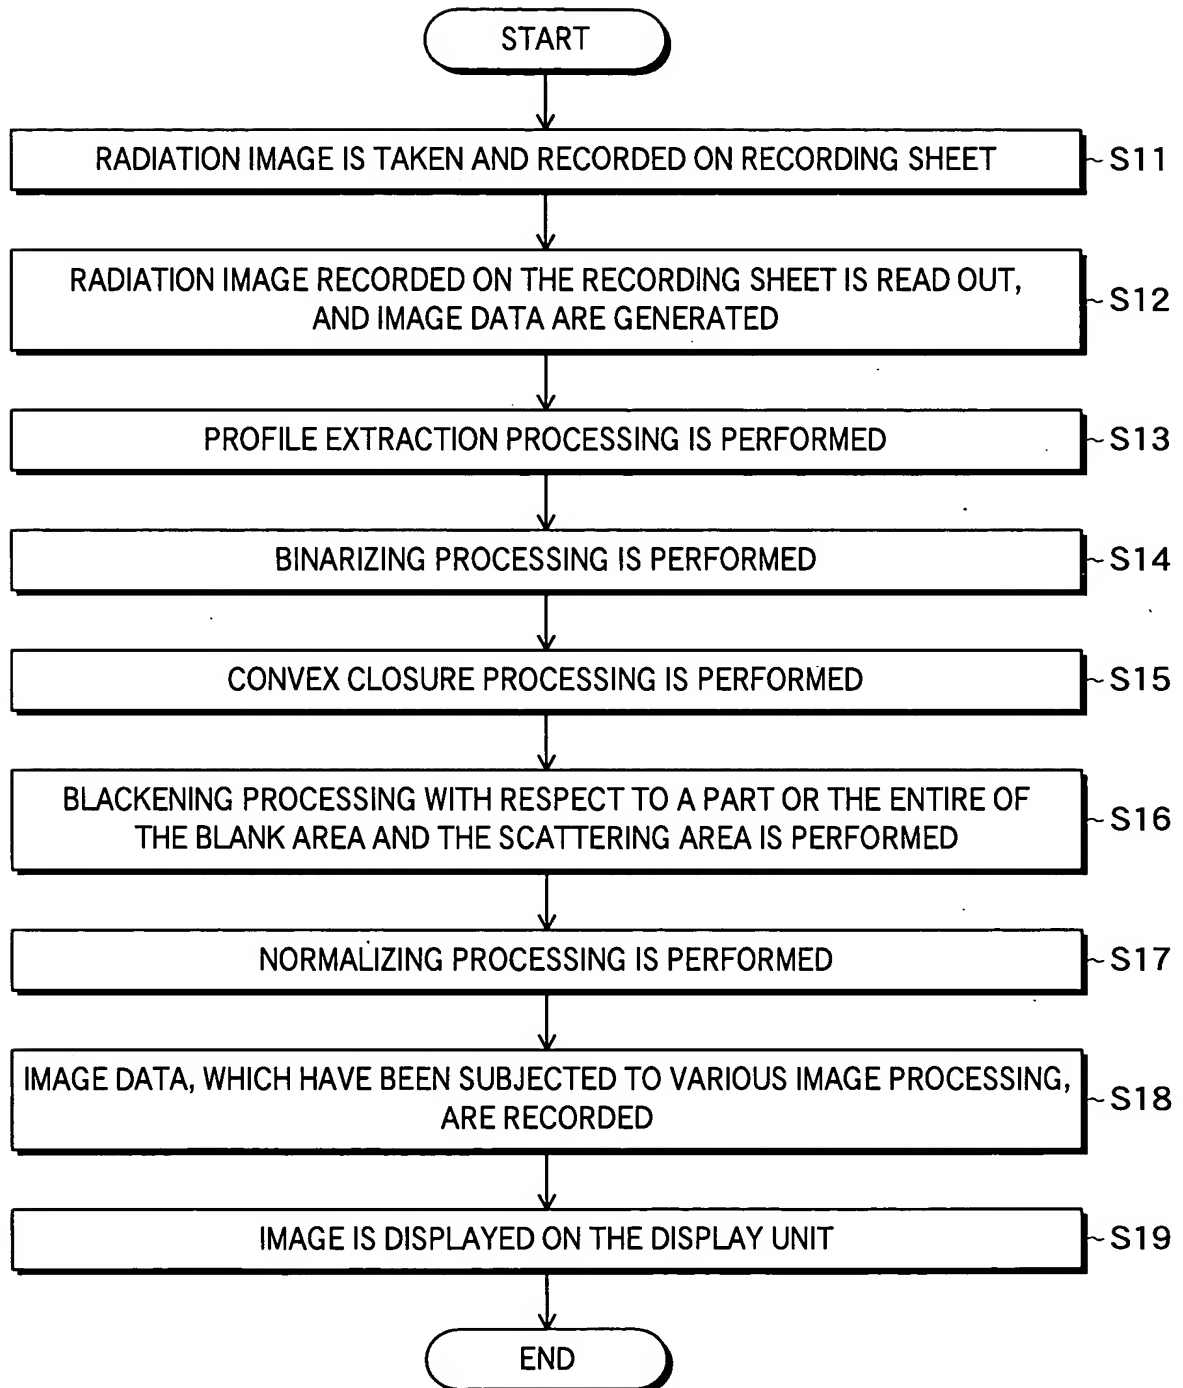 START
RADIATION IMAGE IS TAKEN AND RECORDED ON RECORDING SHEET
S11
RADIATION IMAGE RECORDED ON THE RECORDING SHEET IS READ OUT,
AND IMAGE DATA ARE GENERATED
S12
PROFILE EXTRACTION PROCESSING IS PERFORMED
S13
BINARIZING PROCESSING IS PERFORMED
S14
CONVEX CLOSURE PROCESSING IS PERFORMED
S15
BLACKENING PROCESSING WITH RESPECT TO A PART OR THE ENTIRE OF
THE BLANK AREA AND THE SCATTERING AREA IS PERFORMED
S16
NORMALIZING PROCESSING IS PERFORMED
S17
IMAGE DATA, WHICH HAVE BEEN SUBJECTED TO VARIOUS IMAGE PROCESSING,
ARE RECORDED
S18
IMAGE IS DISPLAYED ON THE DISPLAY UNIT
S19
END